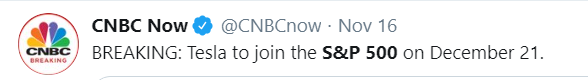 CNBC Now @CNBCnow · Nov 16
CNBC
BREAKING
BREAKING: Tesla to join the S&P 500 on December 21.